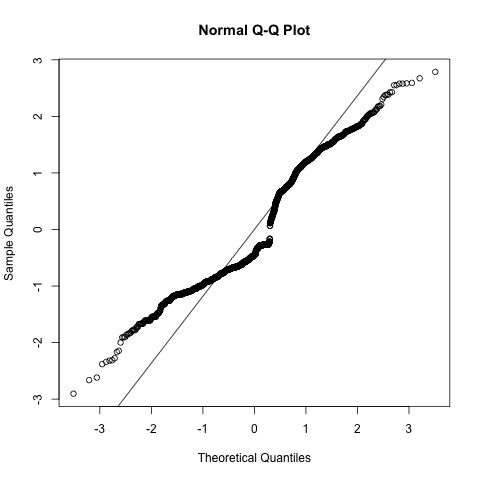 Normal Q-Q Plot
Sample Quantiles
3
2
1
0
-1
-2
-3
-3 -2 -1 0 1 2 3
Theoretical Quantiles